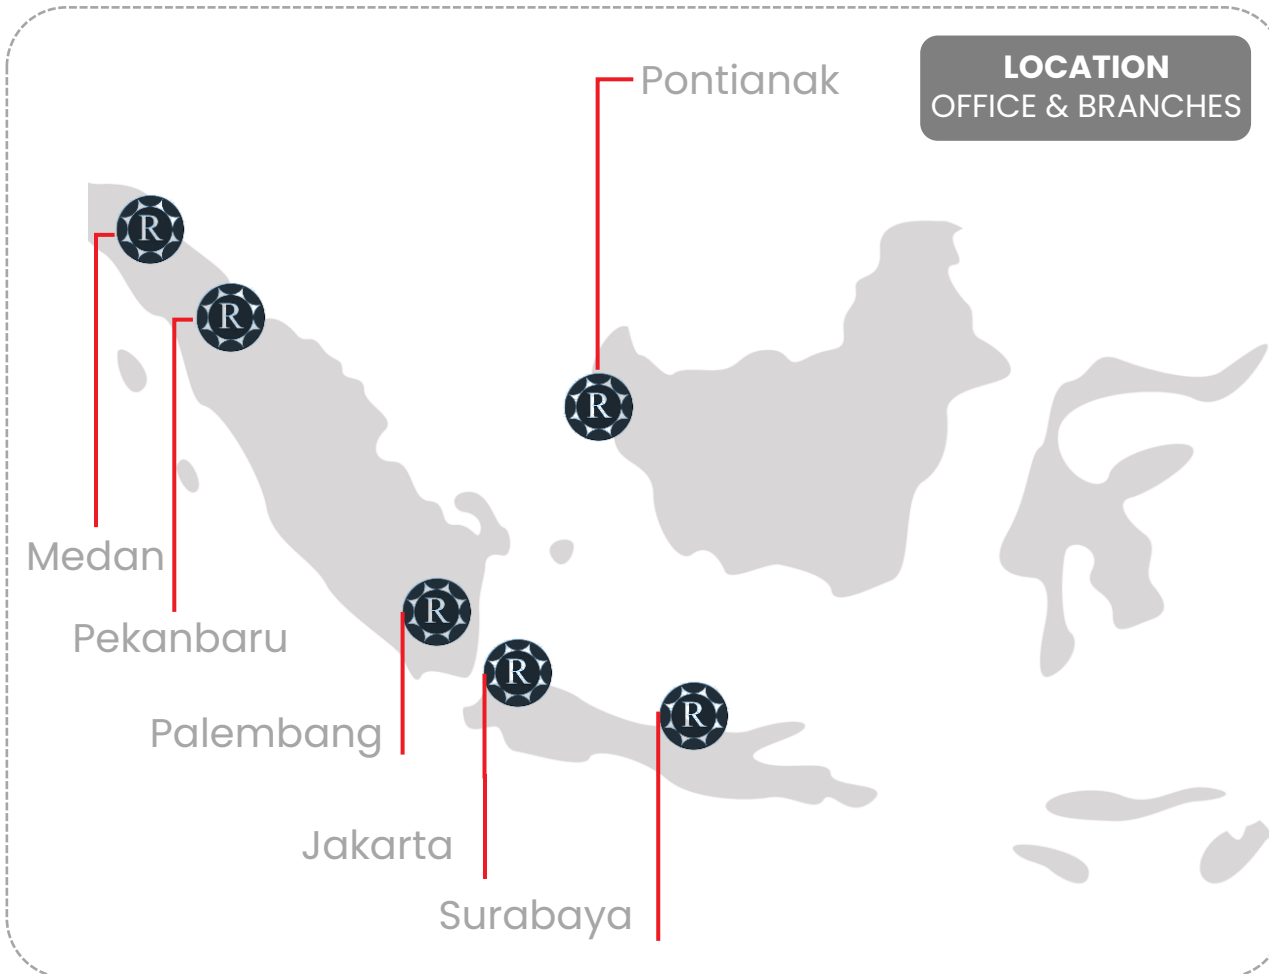 Pontianak
LOCATION
OFFICE & BRANCHES
R
R
R
Medan
R
Pekanbaru
R
R
Palembang
Jakarta
Surabaya